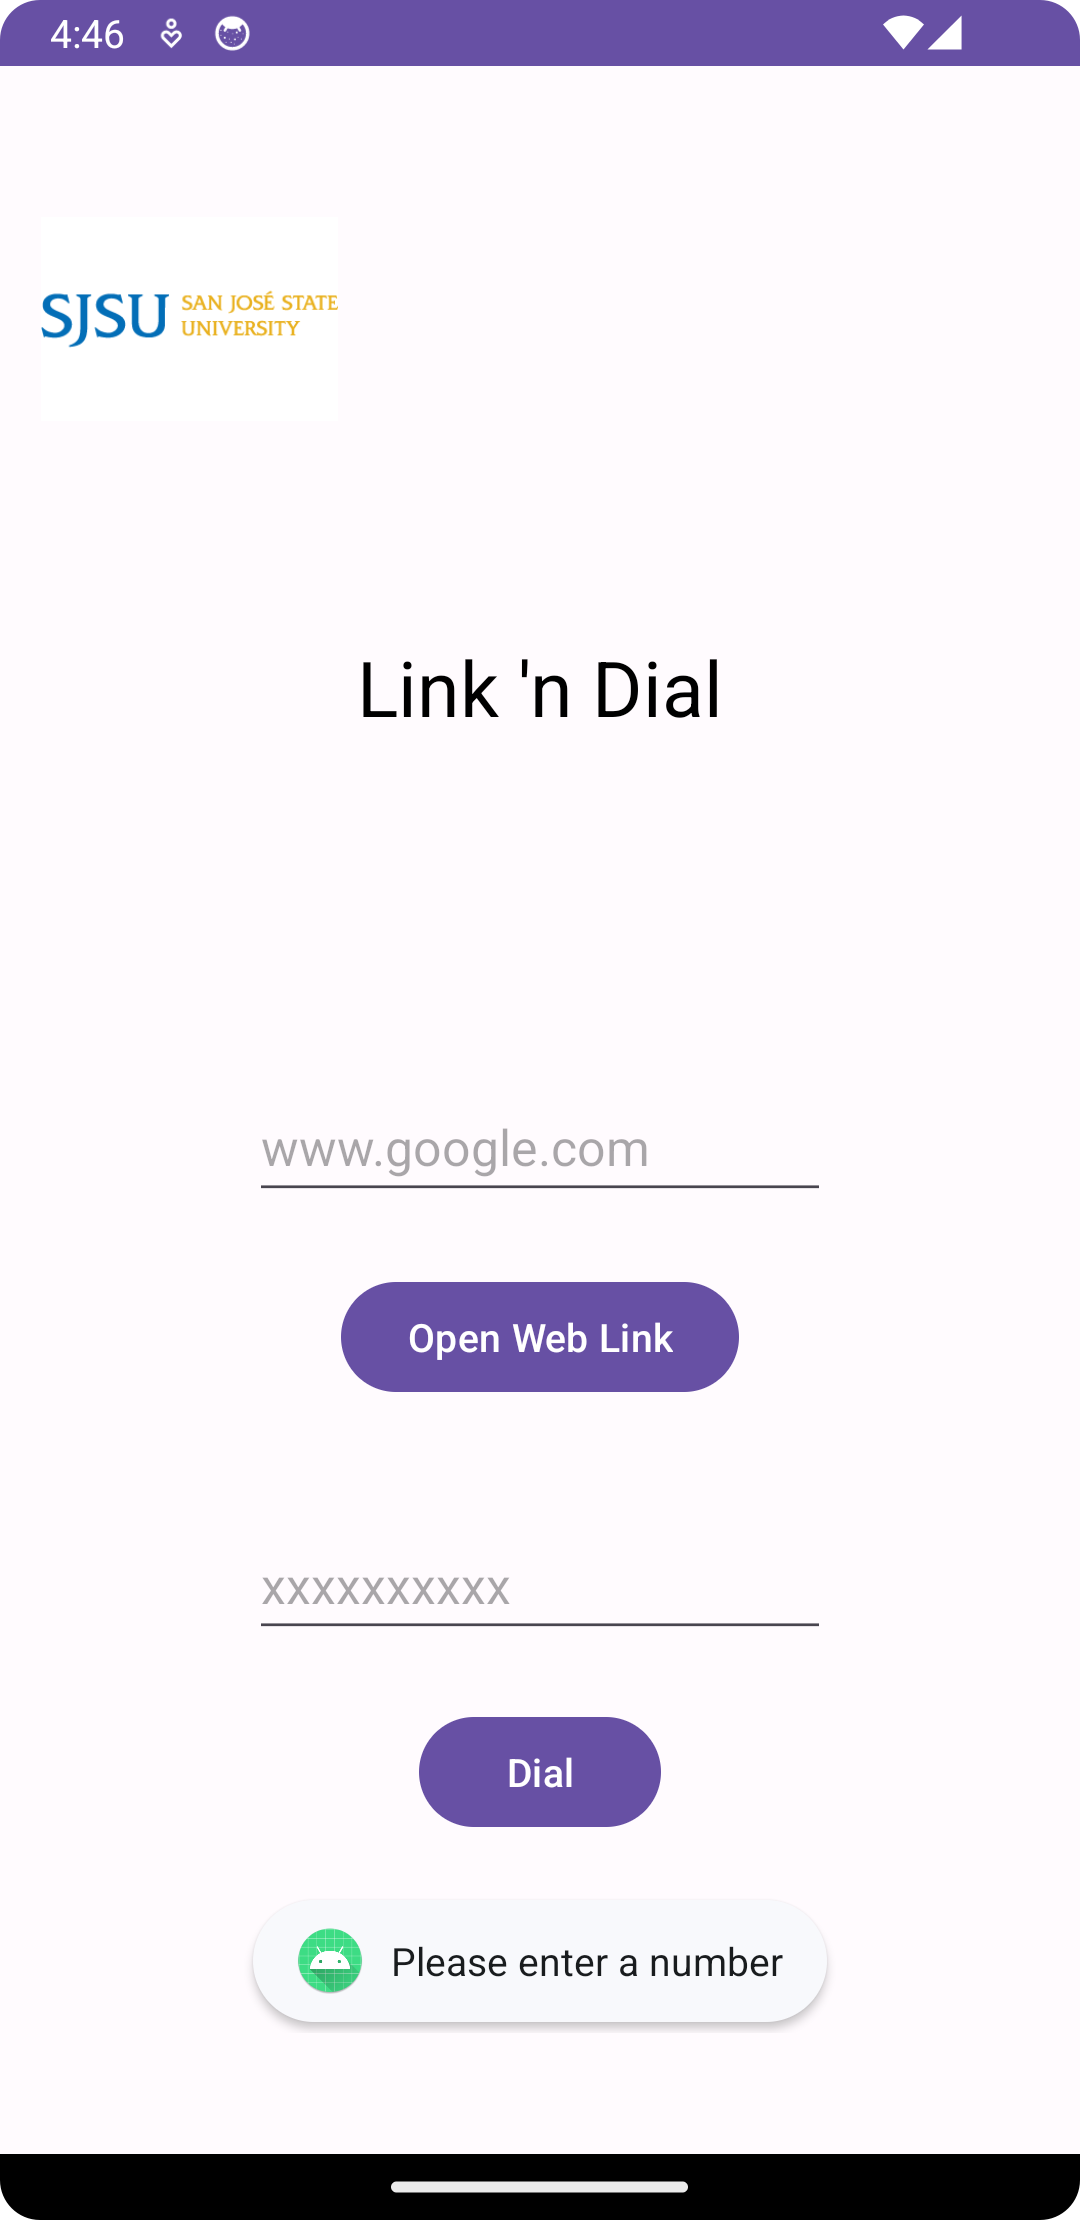 4:46
SJSU SAN JOSÉ STATE
UNIVERSITY
Link 'n Dial
www.google.com
Open Web Link
xxxxxxxxxx
Dial
Please enter a number